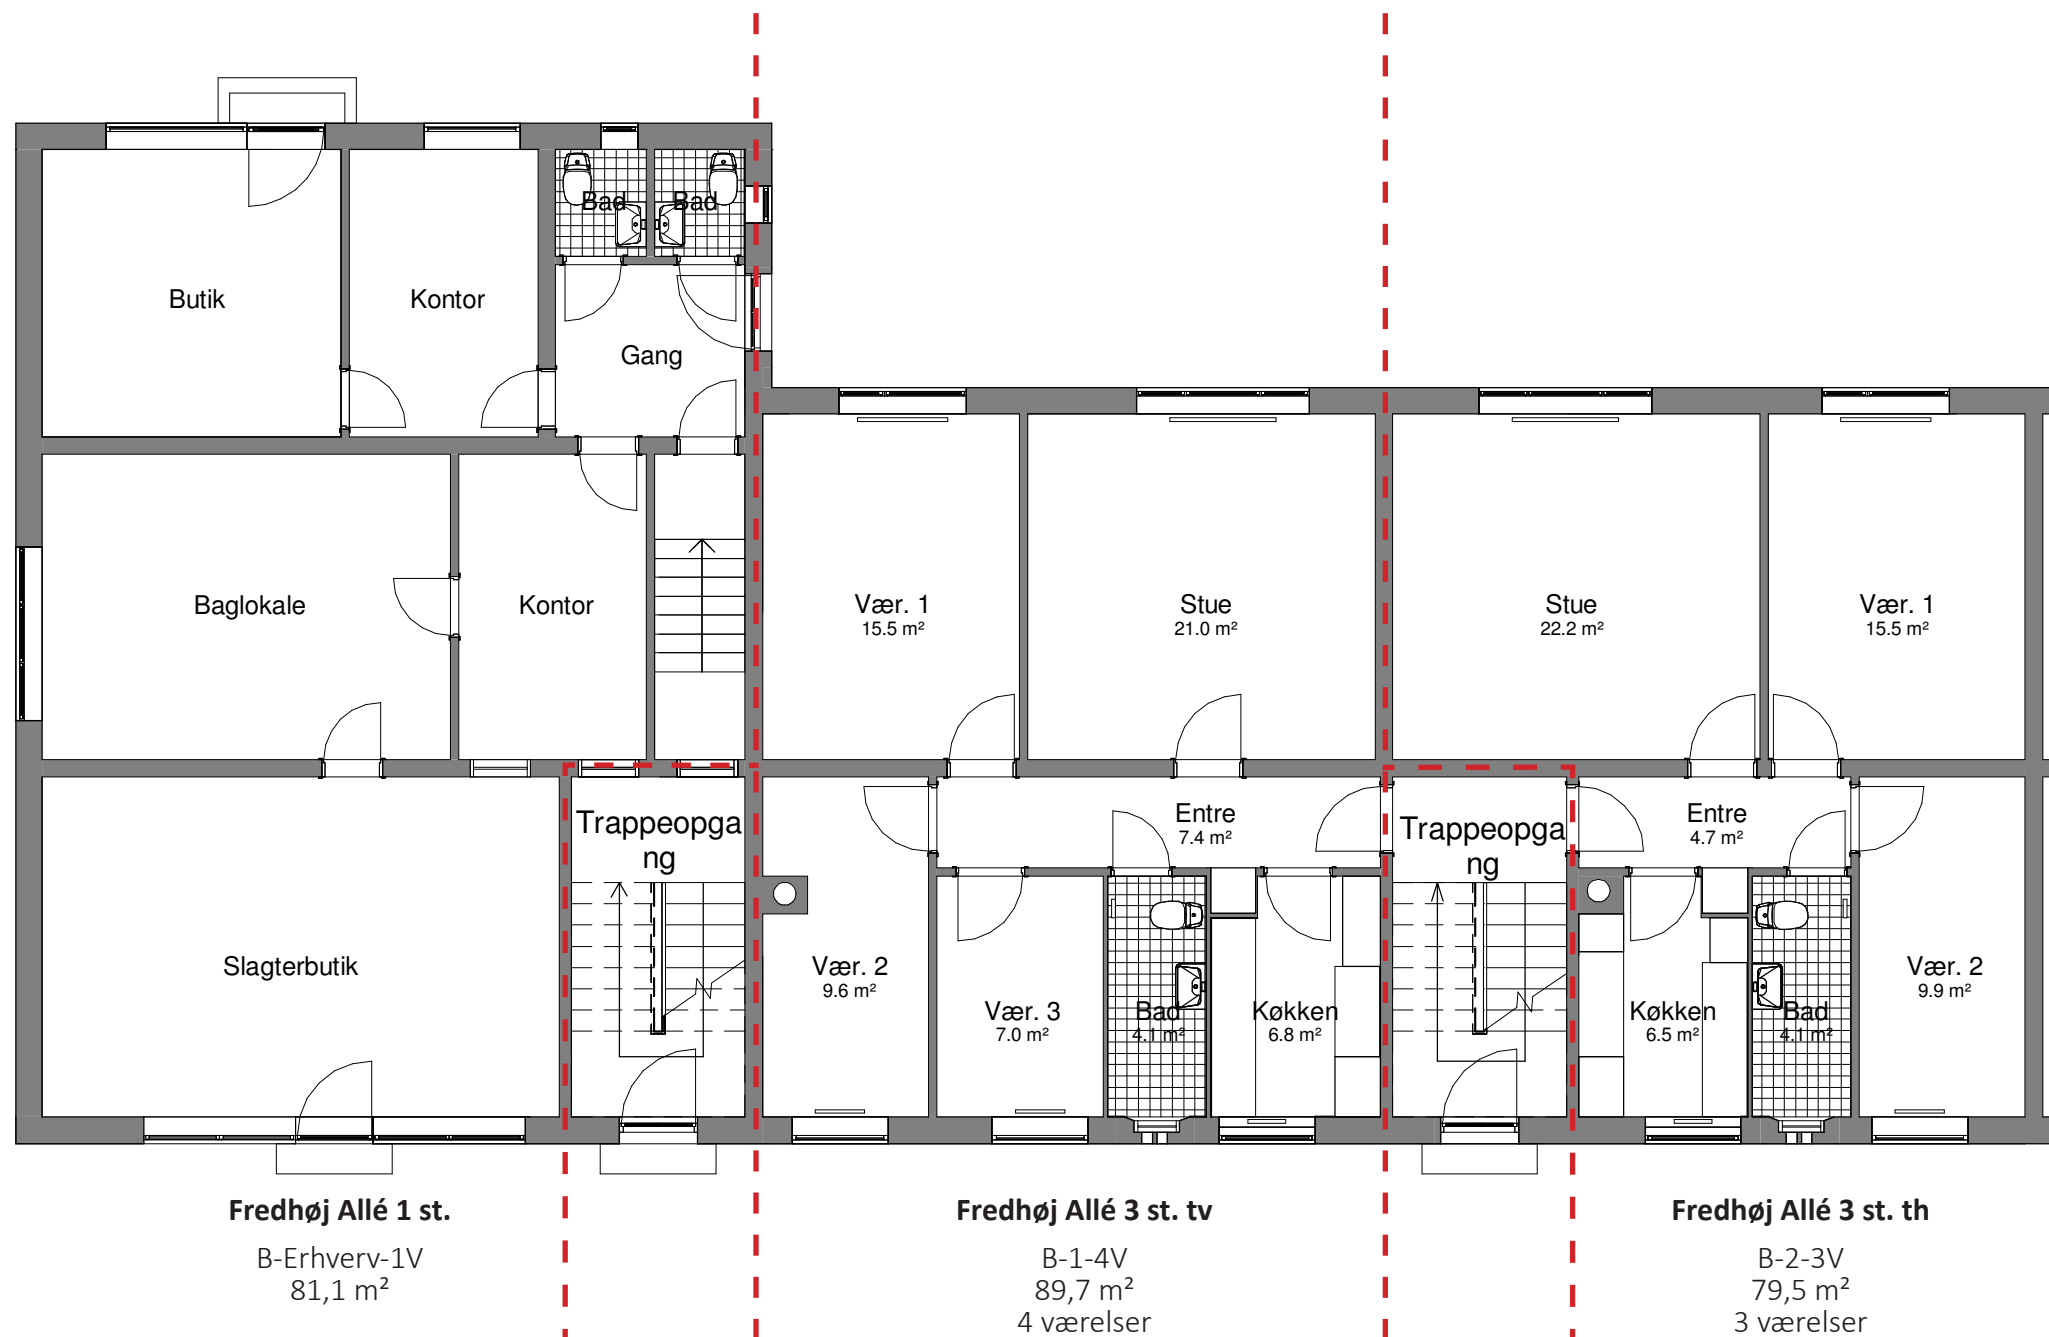 Bad
Bad
Butik
Kontor
Gang
Baglokale
Kontor
Vær. 1
15.5 m²
Stue
21.0 m²
Stue
22.2 m²
Vær. 1
15.5 m²
Trappeopga
ng
Entre
7.4 m²
Trappeopga
ng
Entre
4.7 m²
Slagterbutik
Vær. 2
9.6 m²
Vær. 3
7.0 m²
Bad
4.1 m²
Køkken
6.8 m²
Køkken
6.5 m²
Bad
4.1 m²
Vær. 2
9.9 m²
Fredhøj Allé 1 st.
B-Erhverv-1V
81,1 m²
Fredhøj Allé 3 st. tv
B-1-4V
89,7 m²
4 værelser
Fredhøj Allé 3 st. th
B-2-3V
79,5 m²
3 værelser